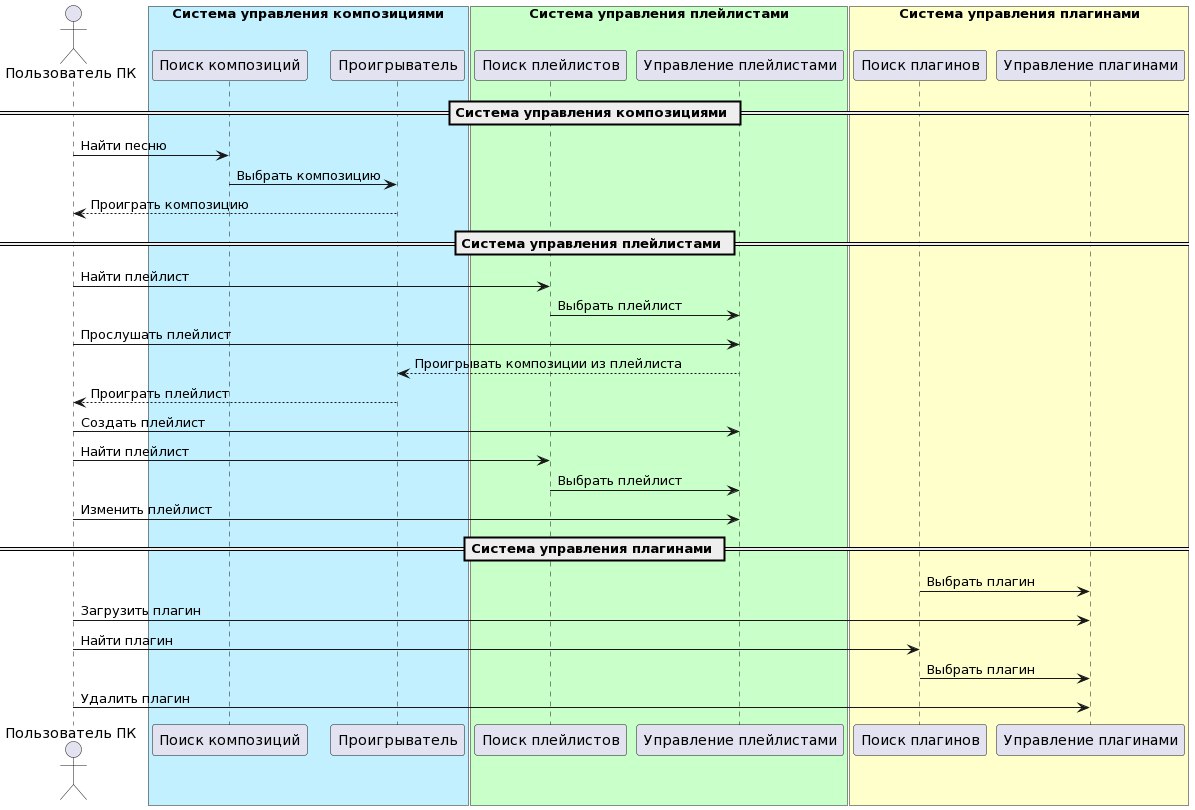 Система управления композициями
Система управления плейлистами
Система управления плагинами
Пользователь ПК
Поиск композиций
Проигрыватель
Поиск плейлистов
Управление плейлистами
Поиск плагинов
Управление плагинами
Система управления композициями
Найти песню
Выбрать композицию
Проиграть композицию
Система управления плейлистами
Найти плейлист
Выбрать плейлист
Прослушать плейлист
Проигрывать композиции из плейлиста
Проиграть плейлист
Создать плейлист
Найти плейлист
Выбрать плейлист
Изменить плейлист
Система управления плагинами
Выбрать плагин
Загрузить плагин
Найти плагин
Выбрать плагин
Удалить плагин
Пользователь ПК
Поиск композиций
Проигрыватель
Поиск плейлистов
Управление плейлистами
Поиск плагинов
Управление плагинами